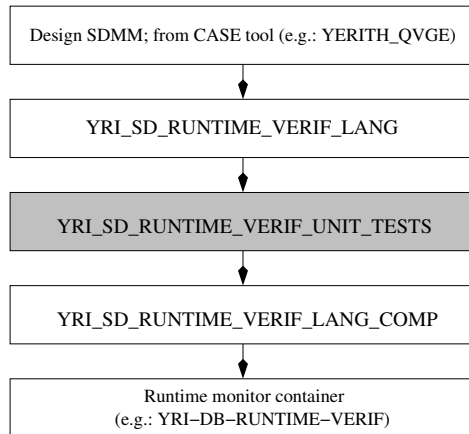 Design SDMM; from CASE tool (e.g.: YERITH_QVGE)
YRI_SD_RUNTIME_VERIF_LANG
YRI_SD_RUNTIME_VERIF_UNIT_TESTS
YRI_SD_RUNTIME_VERIF_LANG_COMP
Runtime monitor container
(e.g.: YRI−DB−RUNTIME−VERIF)